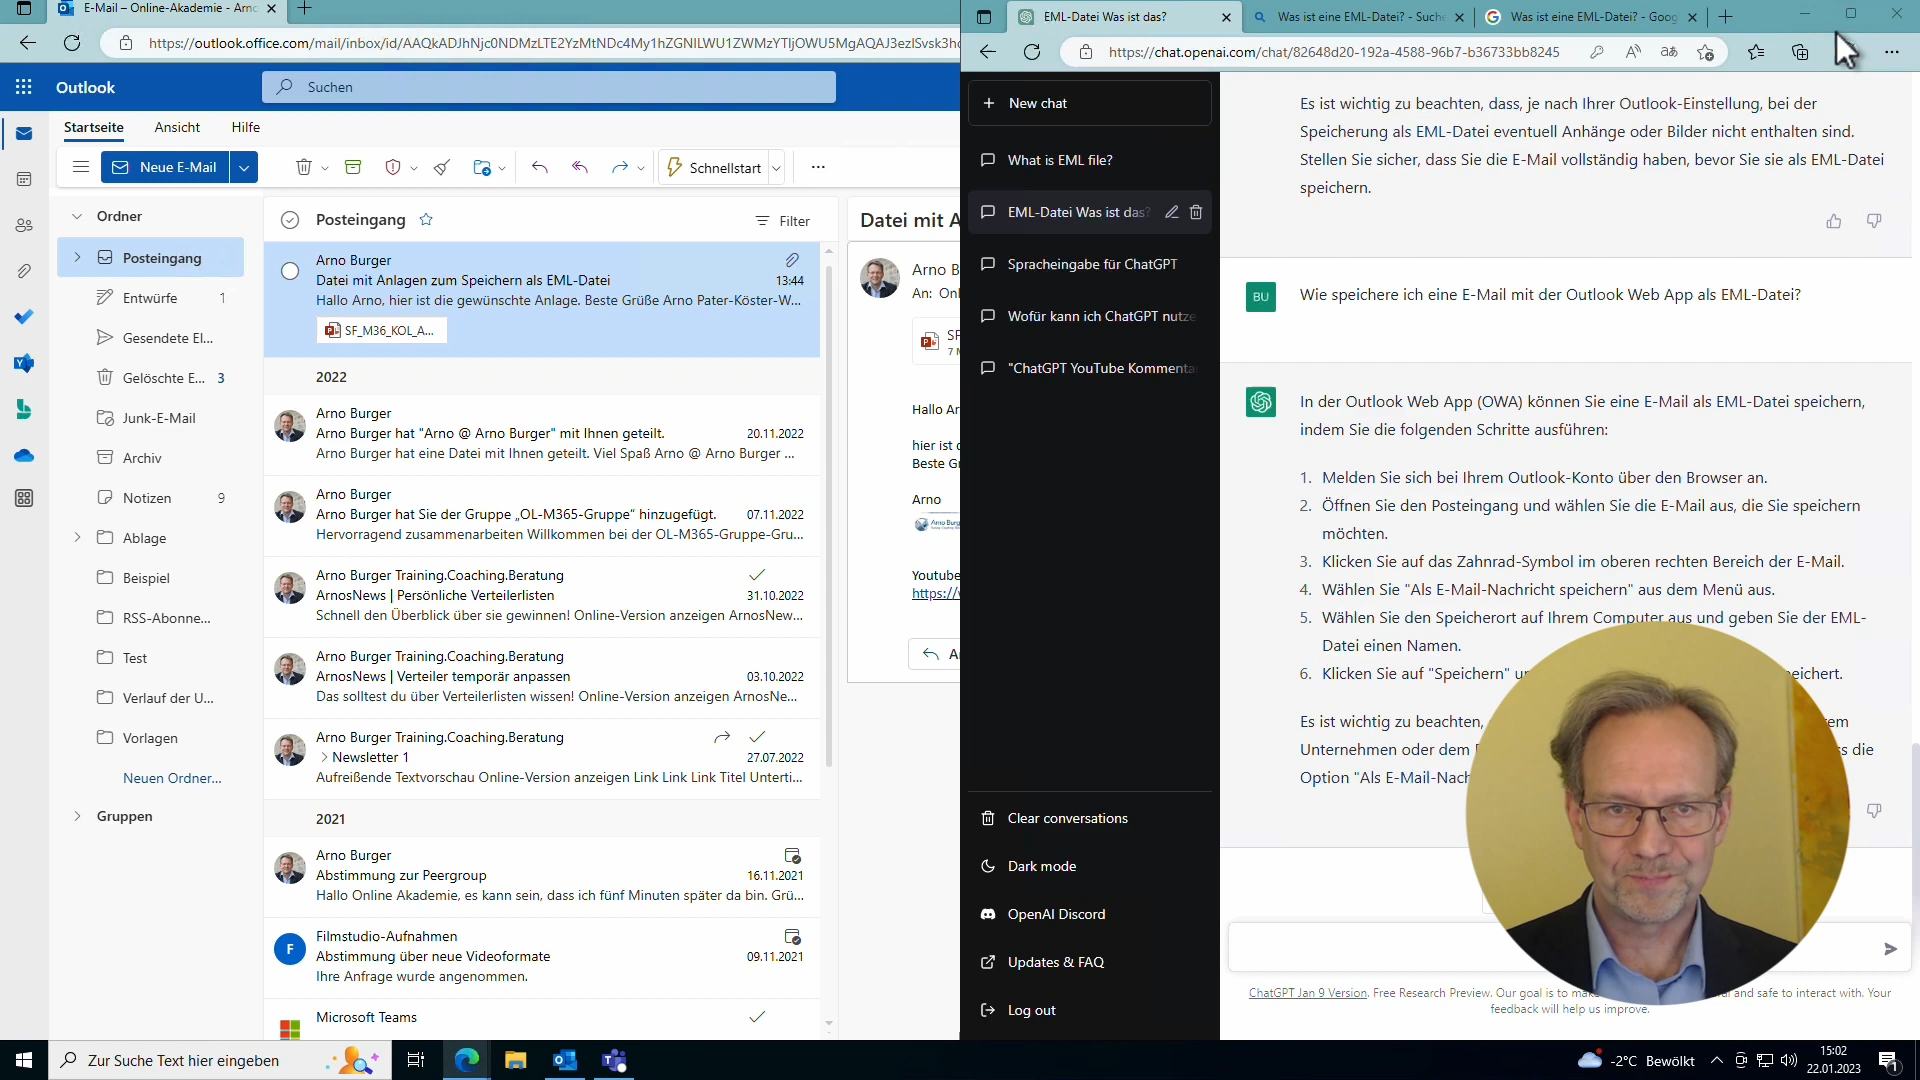 E-Mail – Online-Akademie - Arno
https://outlook.office.com/mail/inbox/id/
Outlook
Suchen
Startseite
Ansicht
Hilfe
Neue E-Mail
Schnellstart
Ordner
Posteingang
Entwürfe 1
Gesendete El...
Gelöschte E... 3
Junk-E-Mail
Archiv
Notizen 9
Ablage
Beispiel
RSS-Abonne...
Test
Verlauf der U...
Vorlagen
Neuen Ordner...
Gruppen
Posteingang
Filter
Arno Burger
Datei mit Anlagen zum Speichern als EML-Datei 13:44
Hallo Arno, hier ist die gewünschte Anlage. Beste Grüße Arno Pater-Köster-W...
SF_M36_KOL_A...
2022
Arno Burger
Arno Burger hat "Arno @ Arno Burger" mit Ihnen geteilt. 20.11.2022
Arno Burger hat eine Datei mit Ihnen geteilt. Viel Spaß Arno @ Arno Burger ...
Arno Burger
Arno Burger hat Sie der Gruppe „OL-M365-Gruppe“ hinzugefügt. 07.11.2022
Hervorragend zusammenarbeiten Willkommen bei der OL-M365-Gruppe-Gru...
Arno Burger Training.Coaching.Beratung
ArnosNews | Persönliche Verteilerlisten 31.10.2022
Schnell den Überblick über sie gewinnen! Online-Version anzeigen ArnosNew...
Arno Burger Training.Coaching.Beratung
ArnosNews | Verteiler temporär anpassen 03.10.2022
Das solltest du über Verteilerlisten wissen! Online-Version anzeigen ArnosNe...
Arno Burger Training.Coaching.Beratung
Newsletter 1 27.07.2022
Aufreißende Textvorschau Online-Version anzeigen Link Link Link Titel Unterti...
2021
Arno Burger
Abstimmung zur Peergroup 16.11.2021
Hallo Online Akademie, es kann sein, dass ich fünf Minuten später da bin. Grü...
F
Filmstudio-Aufnahmen
Abstimmung über neue Videoformate 09.11.2021
Ihre Anfrage wurde angenommen.
Microsoft Teams
Datei mit A
Arno B
An: Onl
SF
7 M
Hallo Ar
hier ist d
Beste G
Arno
Arno Burg
Youtube
https://w
A
EML-Datei Was ist das?
Was ist eine EML-Datei? - Suche
Was ist eine EML-Datei? - Goog
https://chat.openai.com/chat/82648d20-192a-4588-96b7-b36733bb8245
New chat
What is EML file?
EML-Datei Was ist das?
Spracheingabe für ChatGPT
Wofür kann ich ChatGPT nutze
"ChatGPT YouTube Kommenta
Clear conversations
Dark mode
OpenAI Discord
Updates & FAQ
Log out
Es ist wichtig zu beachten, dass, je nach Ihrer Outlook-Einstellung, bei der
Speicherung als EML-Datei eventuell Anhänge oder Bilder nicht enthalten sind.
Stellen Sie sicher, dass Sie die E-Mail vollständig haben, bevor Sie sie als EML-Datei
speichern.
BU
Wie speichere ich eine E-Mail mit der Outlook Web App als EML-Datei?
In der Outlook Web App (OWA) können Sie eine E-Mail als EML-Datei speichern,
indem Sie die folgenden Schritte ausführen:
1. Melden Sie sich bei Ihrem Outlook-Konto über den Browser an.
2. Öffnen Sie den Posteingang und wählen Sie die E-Mail aus, die Sie speichern
möchten.
3. Klicken Sie auf das Zahnrad-Symbol im oberen rechten Bereich der E-Mail.
4. Wählen Sie "Als E-Mail-Nachricht speichern" aus dem Menü aus.
5. Wählen Sie den Speicherort auf Ihrem Computer aus und geben Sie der EML-
Datei einen Namen.
6. Klicken Sie auf "Speichern" un eichert.
Es ist wichtig zu beachten, em
Unternehmen oder dem ss die
Option "Als E-Mail-Nach
ChatGPT Jan 9 Version. Free Research Preview. Our goal is to mak al and safe to interact with. Your
feedback will help us improve.
Zur Suche Text hier eingeben
-2°C Bewölkt
15:02
22.01.2023
1